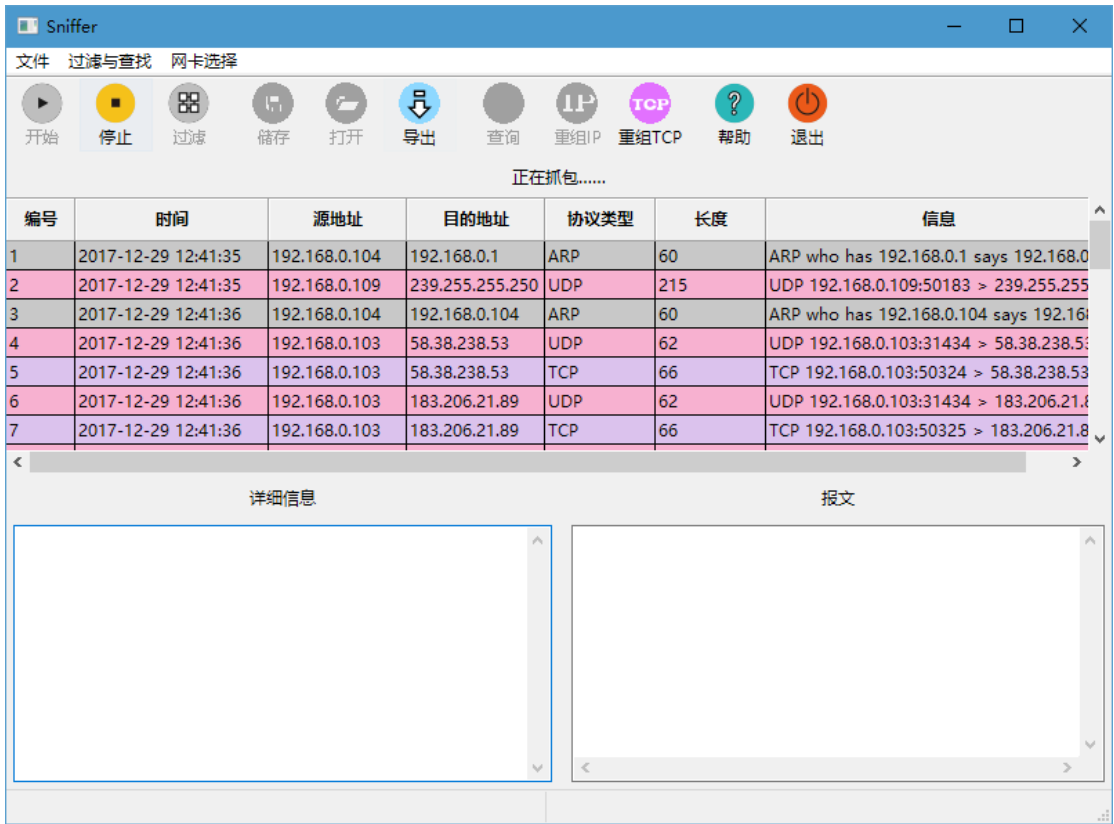 Sniffer
文件 过滤与查找 网卡选择
IP TCP ?
开始 停止 过滤 储存 打开 导出 查询 重组IP 重组TCP 帮助 退出
正在抓包......
编号 时间 源地址 目的地址 协议类型 长度 信息
1 2017-12-29 12:41:35 192.168.0.104 192.168.0.1 ARP 60 ARP who has 192.168.0.1 says 192.168.0
2 2017-12-29 12:41:35 192.168.0.109 239.255.255.250 UDP 215 UDP 192.168.0.109:50183 > 239.255.255
3 2017-12-29 12:41:36 192.168.0.104 192.168.0.104 ARP 60 ARP who has 192.168.0.104 says 192.16
4 2017-12-29 12:41:36 192.168.0.103 58.38.238.53 UDP 62 UDP 192.168.0.103:31434 > 58.38.238.53
5 2017-12-29 12:41:36 192.168.0.103 58.38.238.53 TCP 66 TCP 192.168.0.103:50324 > 58.38.238.53
6 2017-12-29 12:41:36 192.168.0.103 183.206.21.89 UDP 62 UDP 192.168.0.103:31434 > 183.206.21.8
7 2017-12-29 12:41:36 192.168.0.103 183.206.21.89 TCP 66 TCP 192.168.0.103:50325 > 183.206.21.8
详细信息 报文